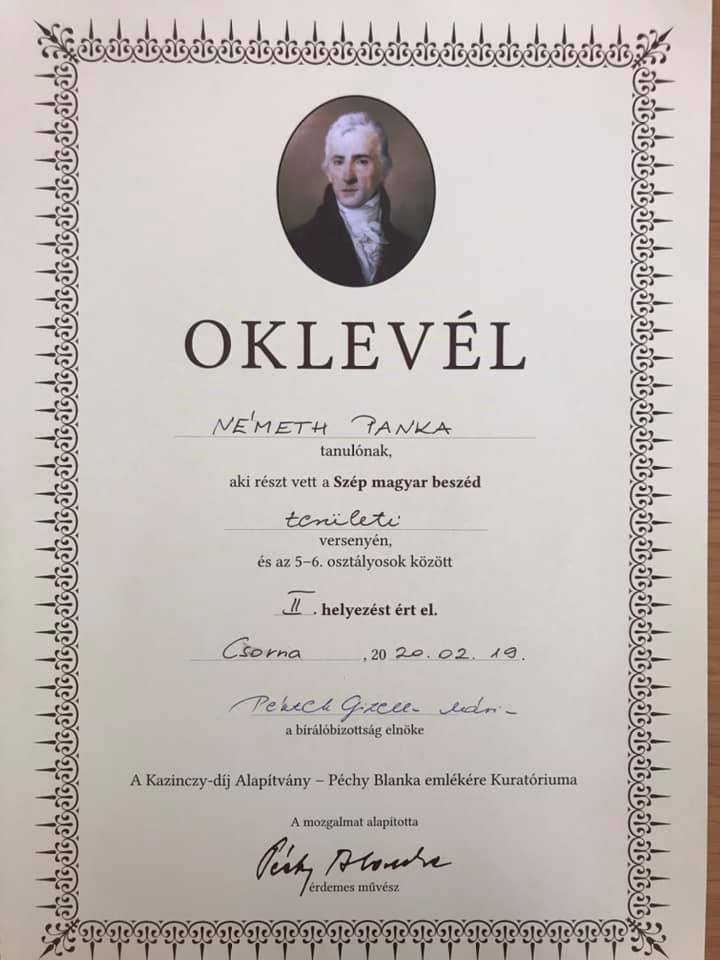 OKLEVÉL
NÉMETH PANKA
tanulónak,
aki részt vett a Szép magyar beszéd
területi
versenyén,
és az 5–6. osztályosok között
II. helyezést ért el.
Csorna, 2020.02.19.
a bírálóbizottság elnöke
A Kazinczy-díj Alapítvány – Péchy Blanka emlékére Kuratóriuma
A mozgalmat alapította
Péchy Blanka
érdemes művész